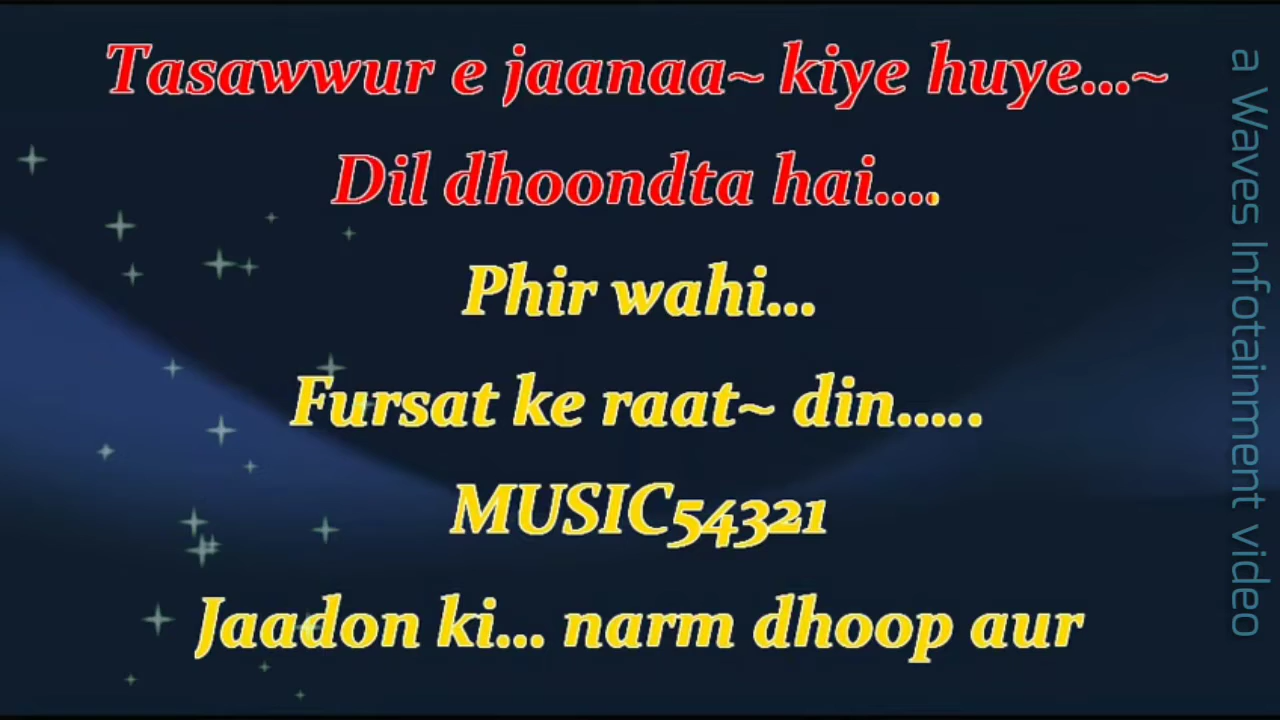 Tasawwur e jaanaa~ kiye huye...~
Dil dhoondta hai....
Phir wahi...
Fursat ke raat~ din.....
MUSIC54321
Jaadon ki... narm dhoop aur
a Waves Infotainment video